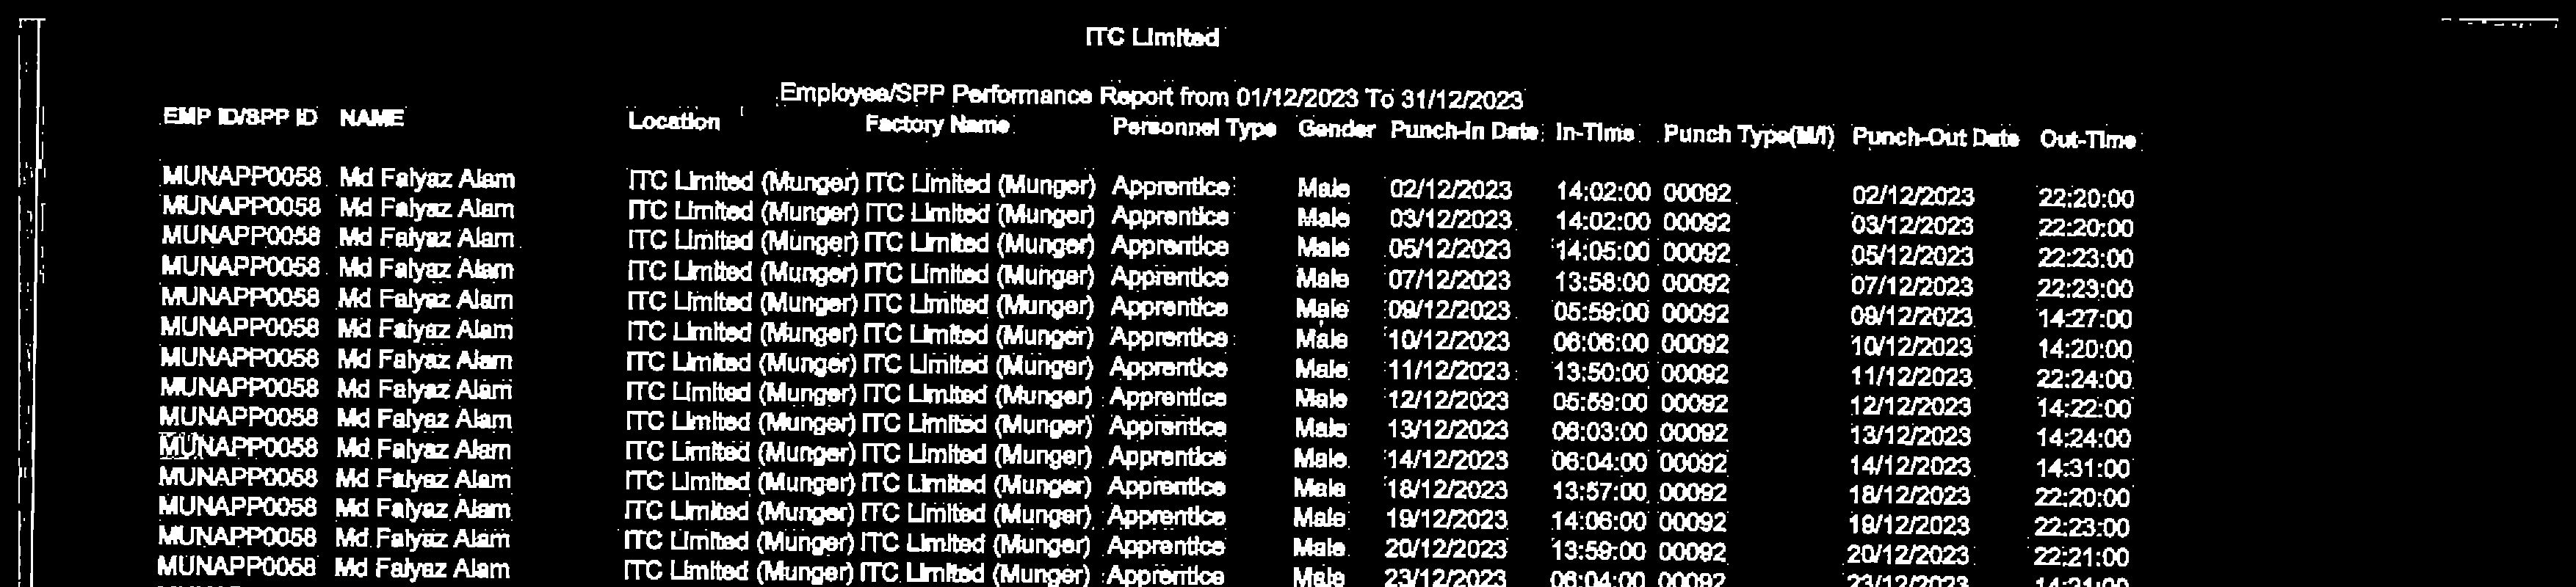 ITC Limited
Employee/SPP Performance Report from 01/12/2023 To 31/12/2023
EMP ID/SPP ID NAME Location Factory Name Personnel Type Gender Punch-In Date In-Time Punch Type(M/I) Punch-Out Date Out-Time
MUNAPP0058 Md Faiyaz Alam ITC Limited (Munger) ITC Limited (Munger) Apprentice Male 02/12/2023 14:02:00 00092 02/12/2023 22:20:00
MUNAPP0058 Md Faiyaz Alam ITC Limited (Munger) ITC Limited (Munger) Apprentice Male 03/12/2023 14:02:00 00092 03/12/2023 22:20:00
MUNAPP0058 Md Faiyaz Alam ITC Limited (Munger) ITC Limited (Munger) Apprentice Male 05/12/2023 14:05:00 00092 05/12/2023 22:23:00
MUNAPP0058 Md Faiyaz Alam ITC Limited (Munger) ITC Limited (Munger) Apprentice Male 07/12/2023 13:58:00 00092 07/12/2023 22:23:00
MUNAPP0058 Md Faiyaz Alam ITC Limited (Munger) ITC Limited (Munger) Apprentice Male 09/12/2023 05:59:00 00092 09/12/2023 14:27:00
MUNAPP0058 Md Faiyaz Alam ITC Limited (Munger) ITC Limited (Munger) Apprentice Male 10/12/2023 06:06:00 00092 10/12/2023 14:20:00
MUNAPP0058 Md Faiyaz Alam ITC Limited (Munger) ITC Limited (Munger) Apprentice Male 11/12/2023 13:50:00 00092 11/12/2023 22:24:00
MUNAPP0058 Md Faiyaz Alam ITC Limited (Munger) ITC Limited (Munger) Apprentice Male 12/12/2023 05:59:00 00092 12/12/2023 14:22:00
MUNAPP0058 Md Faiyaz Alam ITC Limited (Munger) ITC Limited (Munger) Apprentice Male 13/12/2023 06:03:00 00092 13/12/2023 14:24:00
MUNAPP0058 Md Faiyaz Alam ITC Limited (Munger) ITC Limited (Munger) Apprentice Male 14/12/2023 06:04:00 00092 14/12/2023 14:31:00
MUNAPP0058 Md Faiyaz Alam ITC Limited (Munger) ITC Limited (Munger) Apprentice Male 18/12/2023 13:57:00 00092 18/12/2023 22:20:00
MUNAPP0058 Md Faiyaz Alam ITC Limited (Munger) ITC Limited (Munger) Apprentice Male 19/12/2023 14:06:00 00092 19/12/2023 22:23:00
MUNAPP0058 Md Faiyaz Alam ITC Limited (Munger) ITC Limited (Munger) Apprentice Male 20/12/2023 13:59:00 00092 20/12/2023 22:21:00
MUNAPP0058 Md Faiyaz Alam ITC Limited (Munger) ITC Limited (Munger) Apprentice Male 23/12/2023 06:04:00 00092 23/12/2023